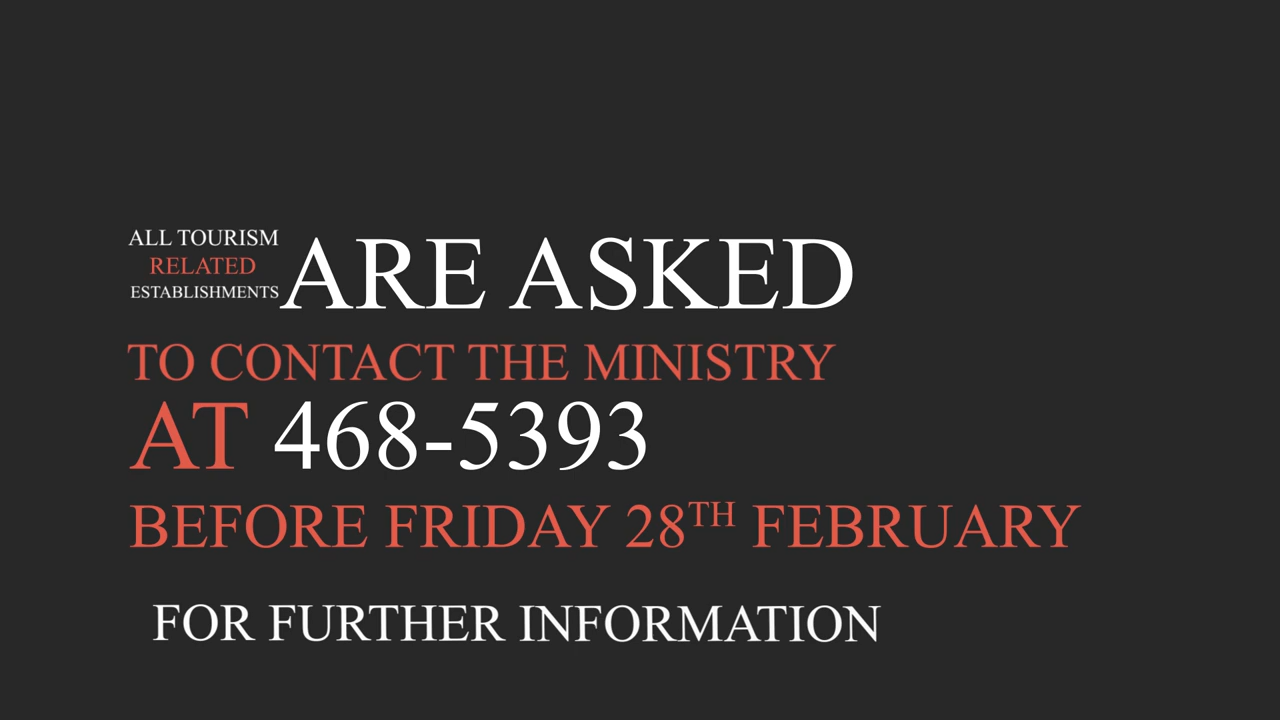 ALL TOURISM
RELATED
ESTABLISHMENTS
ARE ASKED
TO CONTACT THE MINISTRY
AT 468-5393
BEFORE FRIDAY 28TH FEBRUARY
FOR FURTHER INFORMATION